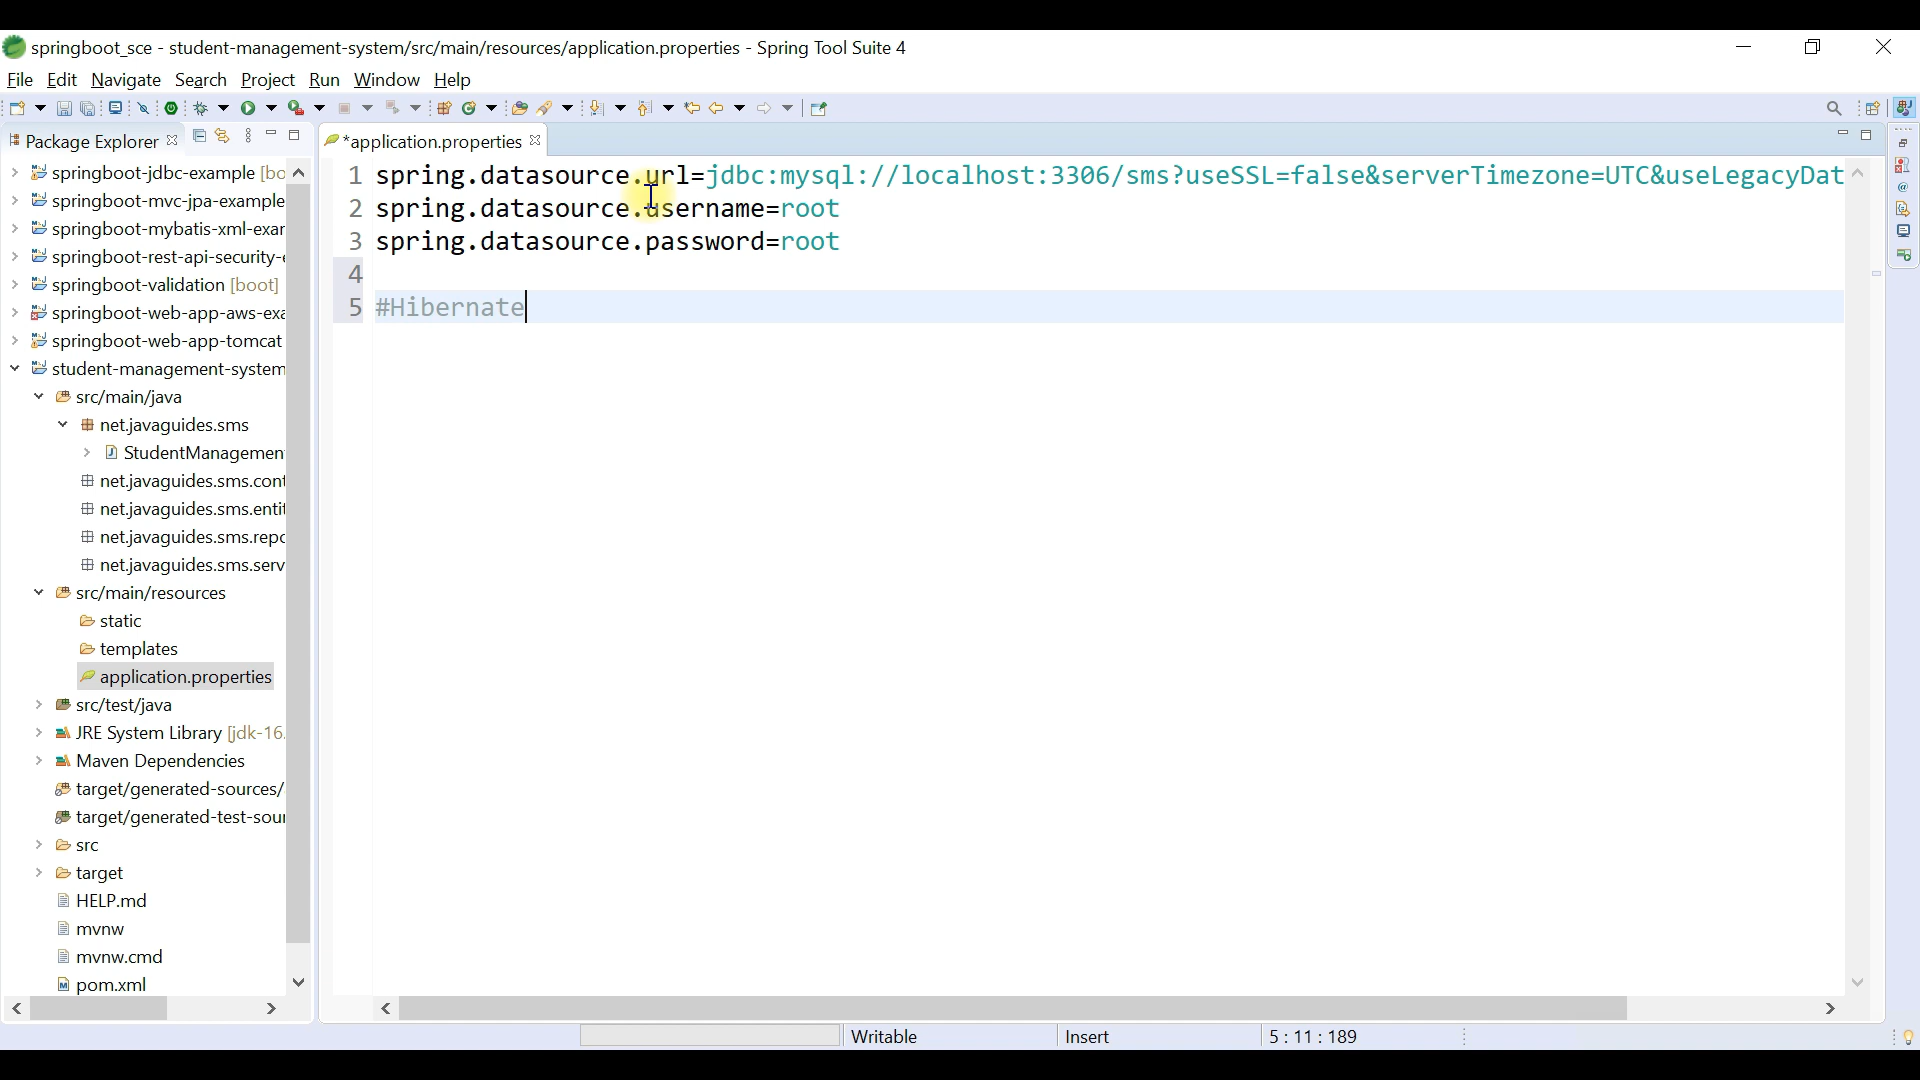 springboot_sce - student-management-system/src/main/resources/application.properties - Spring Tool Suite 4
File Edit Navigate Search Project Run Window Help
Package Explorer
*application.properties
springboot-jdbc-example [bo
springboot-mvc-jpa-example
springboot-mybatis-xml-exar
springboot-rest-api-security-
springboot-validation [boot]
springboot-web-app-aws-exa
springboot-web-app-tomcat
student-management-system
src/main/java
net.javaguides.sms
StudentManagemen
net.javaguides.sms.cont
net.javaguides.sms.entit
net.javaguides.sms.repo
net.javaguides.sms.serv
src/main/resources
static
templates
application.properties
src/test/java
JRE System Library [jdk-16.
Maven Dependencies
target/generated-sources/
target/generated-test-sour
src
target
HELP.md
mvnw
mvnw.cmd
pom.xml
1 spring.datasource.url=jdbc:mysql://localhost:3306/sms?useSSL=false&serverTimezone=UTC&useLegacyDat
2 spring.datasource.username=root
3 spring.datasource.password=root
4
5 #Hibernate
Writable Insert 5 : 11 : 189